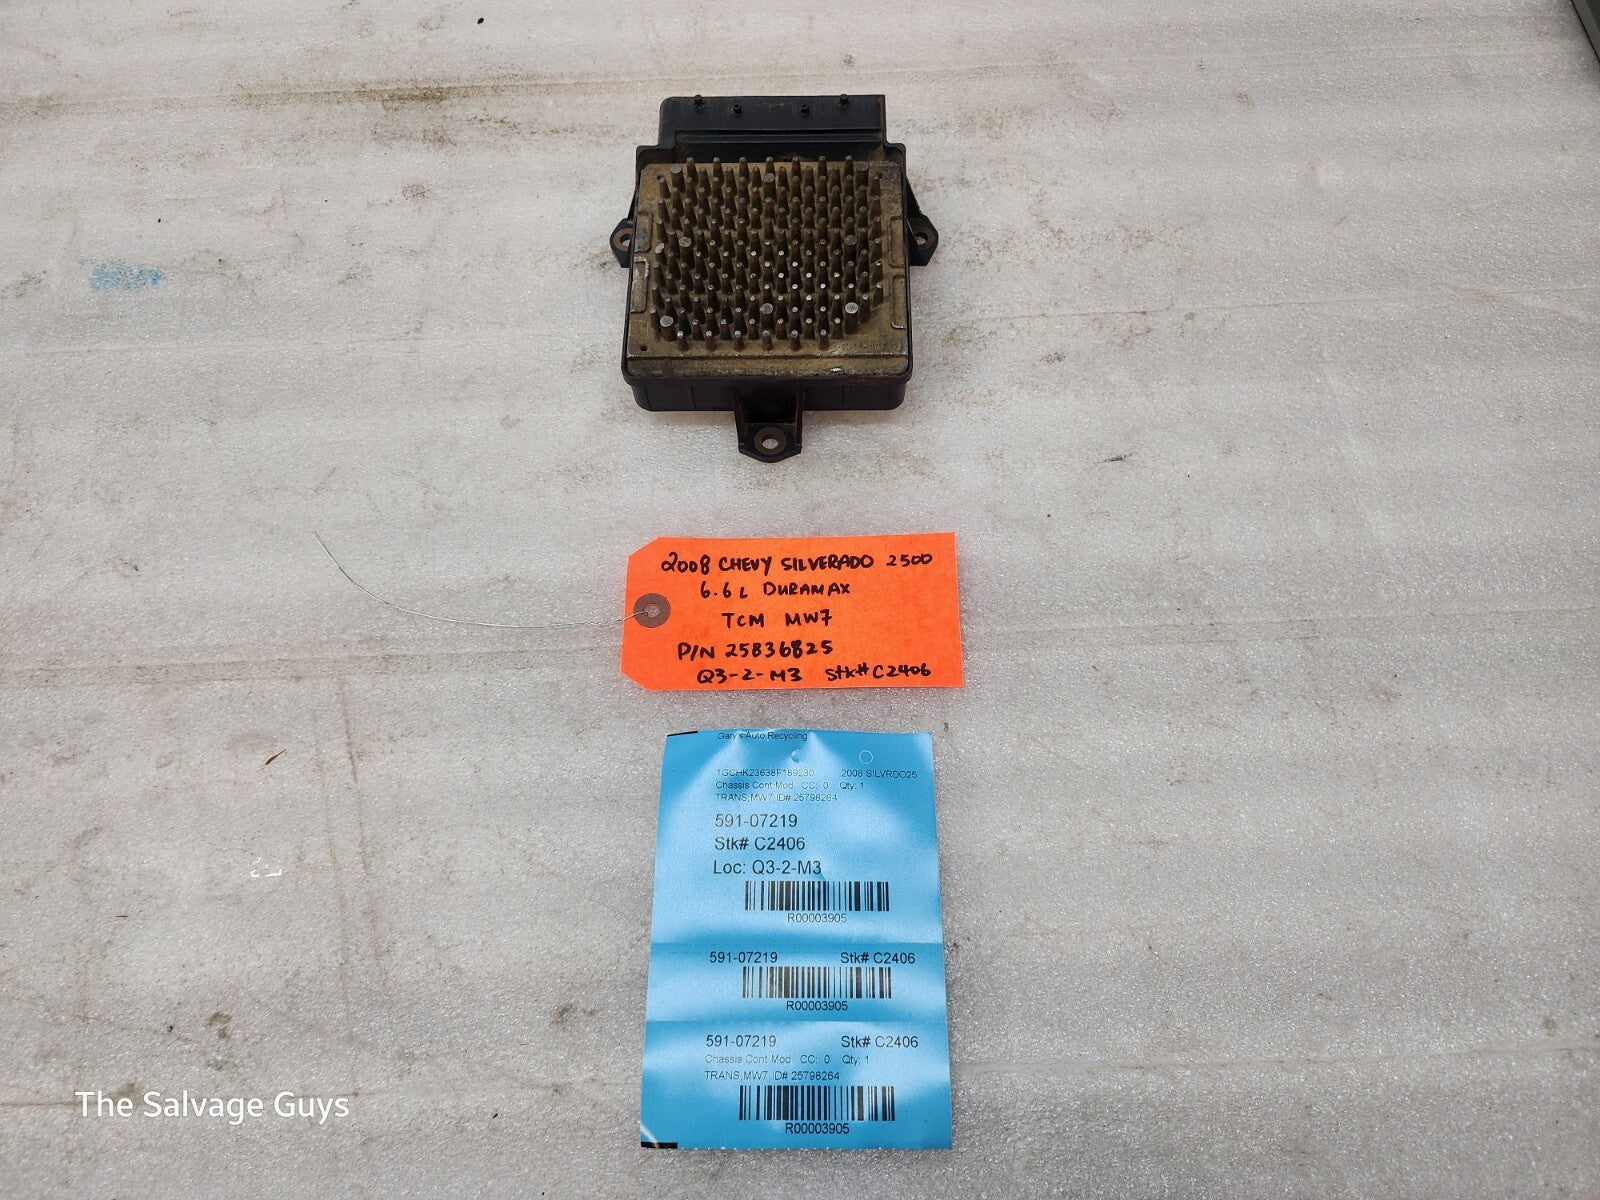 2008 CHEVY SILVERADO 2500
6.6L DURAMAX
TCM MW7
P/N 25836825
Q3-2-M3 Stk# C2406
Gary's Auto Recycling
1GCHK23638F189230 2008 SILVRDO25
Chassis Cont Mod CC: 0 Qty: 1
TRANS,MW7,ID# 25798264
591-07219
Stk# C2406
Loc: Q3-2-M3
R00003905
591-07219 Stk# C2406
R00003905
591-07219 Stk# C2406
Chassis Cont Mod CC: 0 Qty: 1
TRANS,MW7,ID# 25798264
R00003905
The Salvage Guys